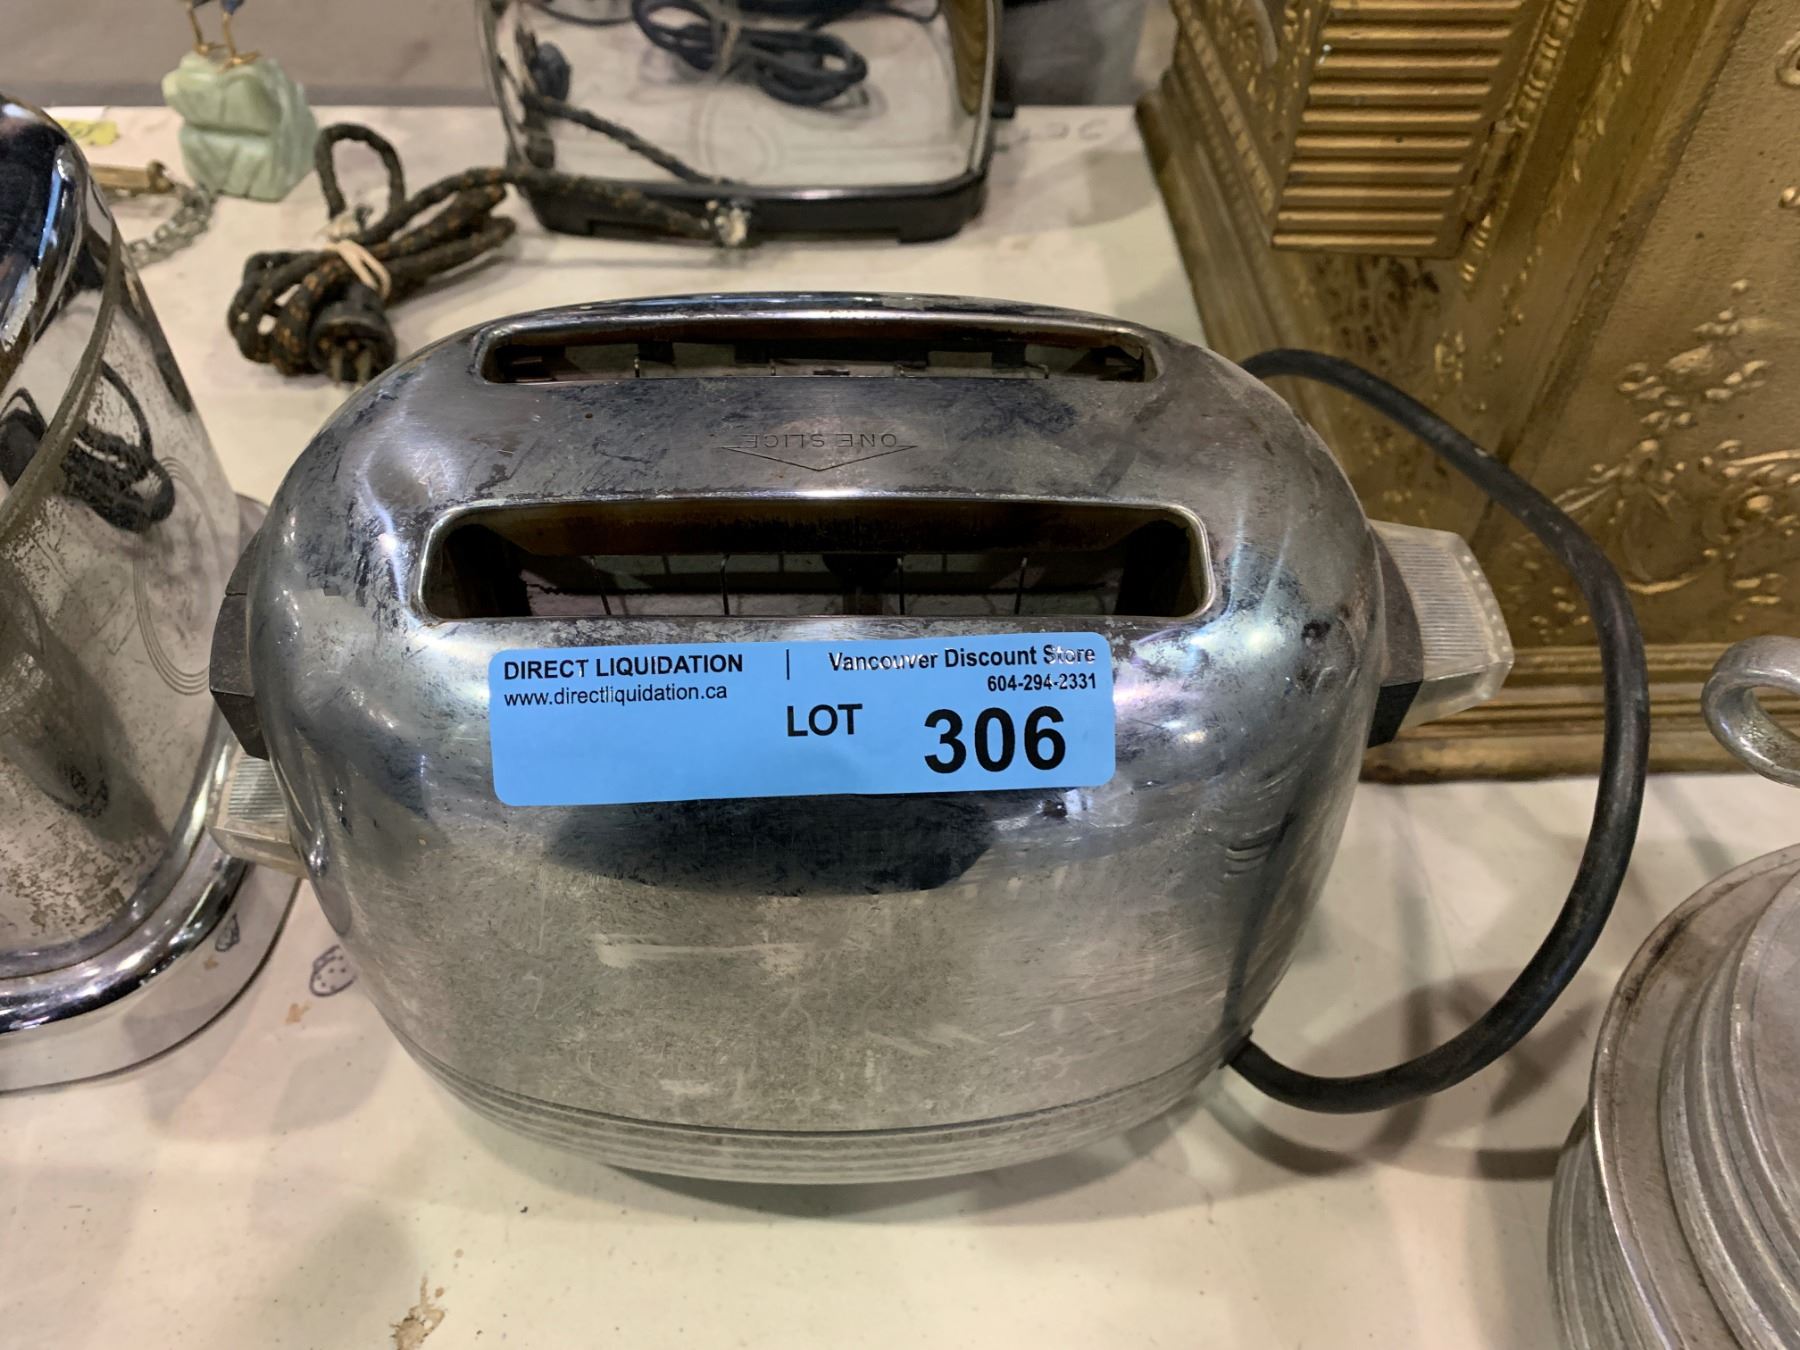 ONE SLICE
DIRECT LIQUIDATION | Vancouver Discount Store
www.directliquidation.ca 604-294-2331
LOT 306